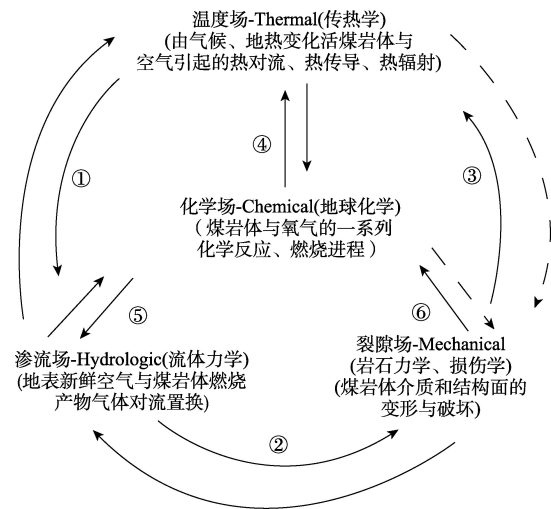 温度场-Thermal(传热学)
(由气候、地热变化活煤岩体与
空气引起的热对流、热传导、热辐射)
④
①
③
化学场-Chemical(地球化学)
(煤岩体与氧气的一系列
化学反应、燃烧进程)
⑤
⑥
渗流场-Hydrologic(流体力学)
(地表新鲜空气与煤岩体燃烧
产物气体对流置换)
裂隙场-Mechanical
(岩石力学、损伤学)
(煤岩体介质和结构面的
变形与破坏)
②